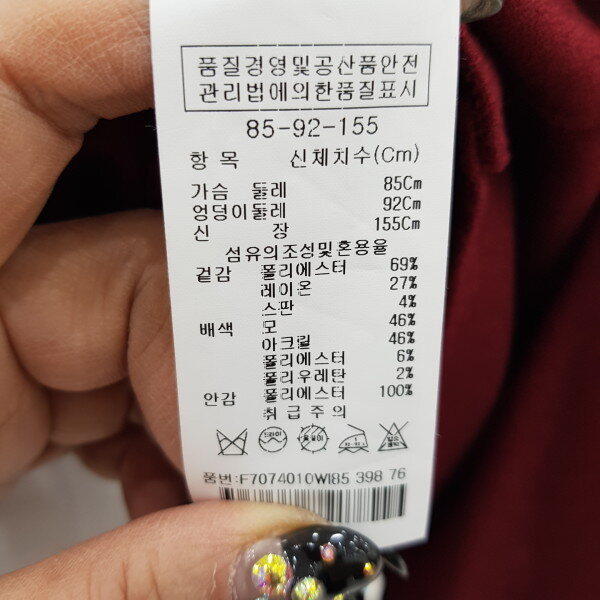 품질경영및공산품안전
관리법에의한품질표시
85-92-155
항 목 신체치수(Cm)
가슴 둘레 85Cm
엉덩이둘레 92Cm
신 장 155Cm
섬유의조성및혼용율
겉감 폴리에스터 69%
레이온 27%
스판 4%
배색 모 46%
아크릴 46%
폴리에스터 6%
폴리우레탄 2%
안감 폴리에스터 100%
취급주의
드라이
품번:F7074010WI85 398 76